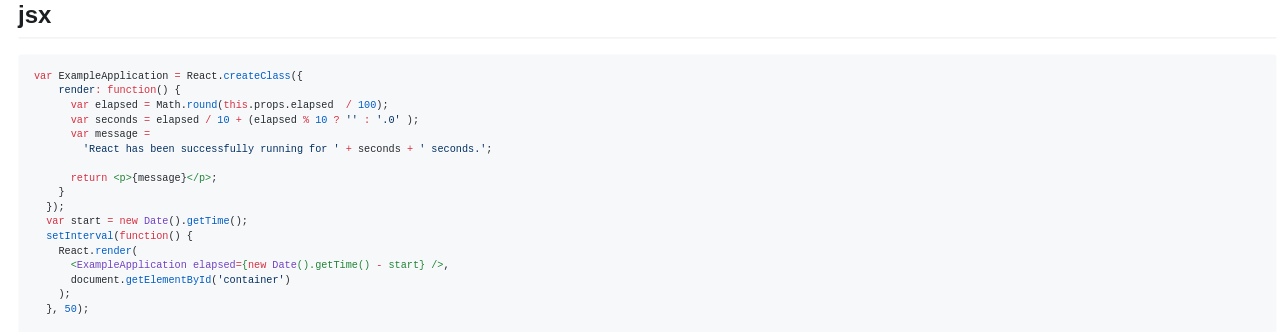 jsx
var ExampleApplication = React.createClass({
    render: function() {
      var elapsed = Math.round(this.props.elapsed  / 100);
      var seconds = elapsed / 10 + (elapsed % 10 ? '' : '.0' );
      var message =
        'React has been successfully running for ' + seconds + ' seconds.';

      return <p>{message}</p>;
    }
  });
  var start = new Date().getTime();
  setInterval(function() {
    React.render(
      <ExampleApplication elapsed={new Date().getTime() - start} />,
      document.getElementById('container')
    );
  }, 50);